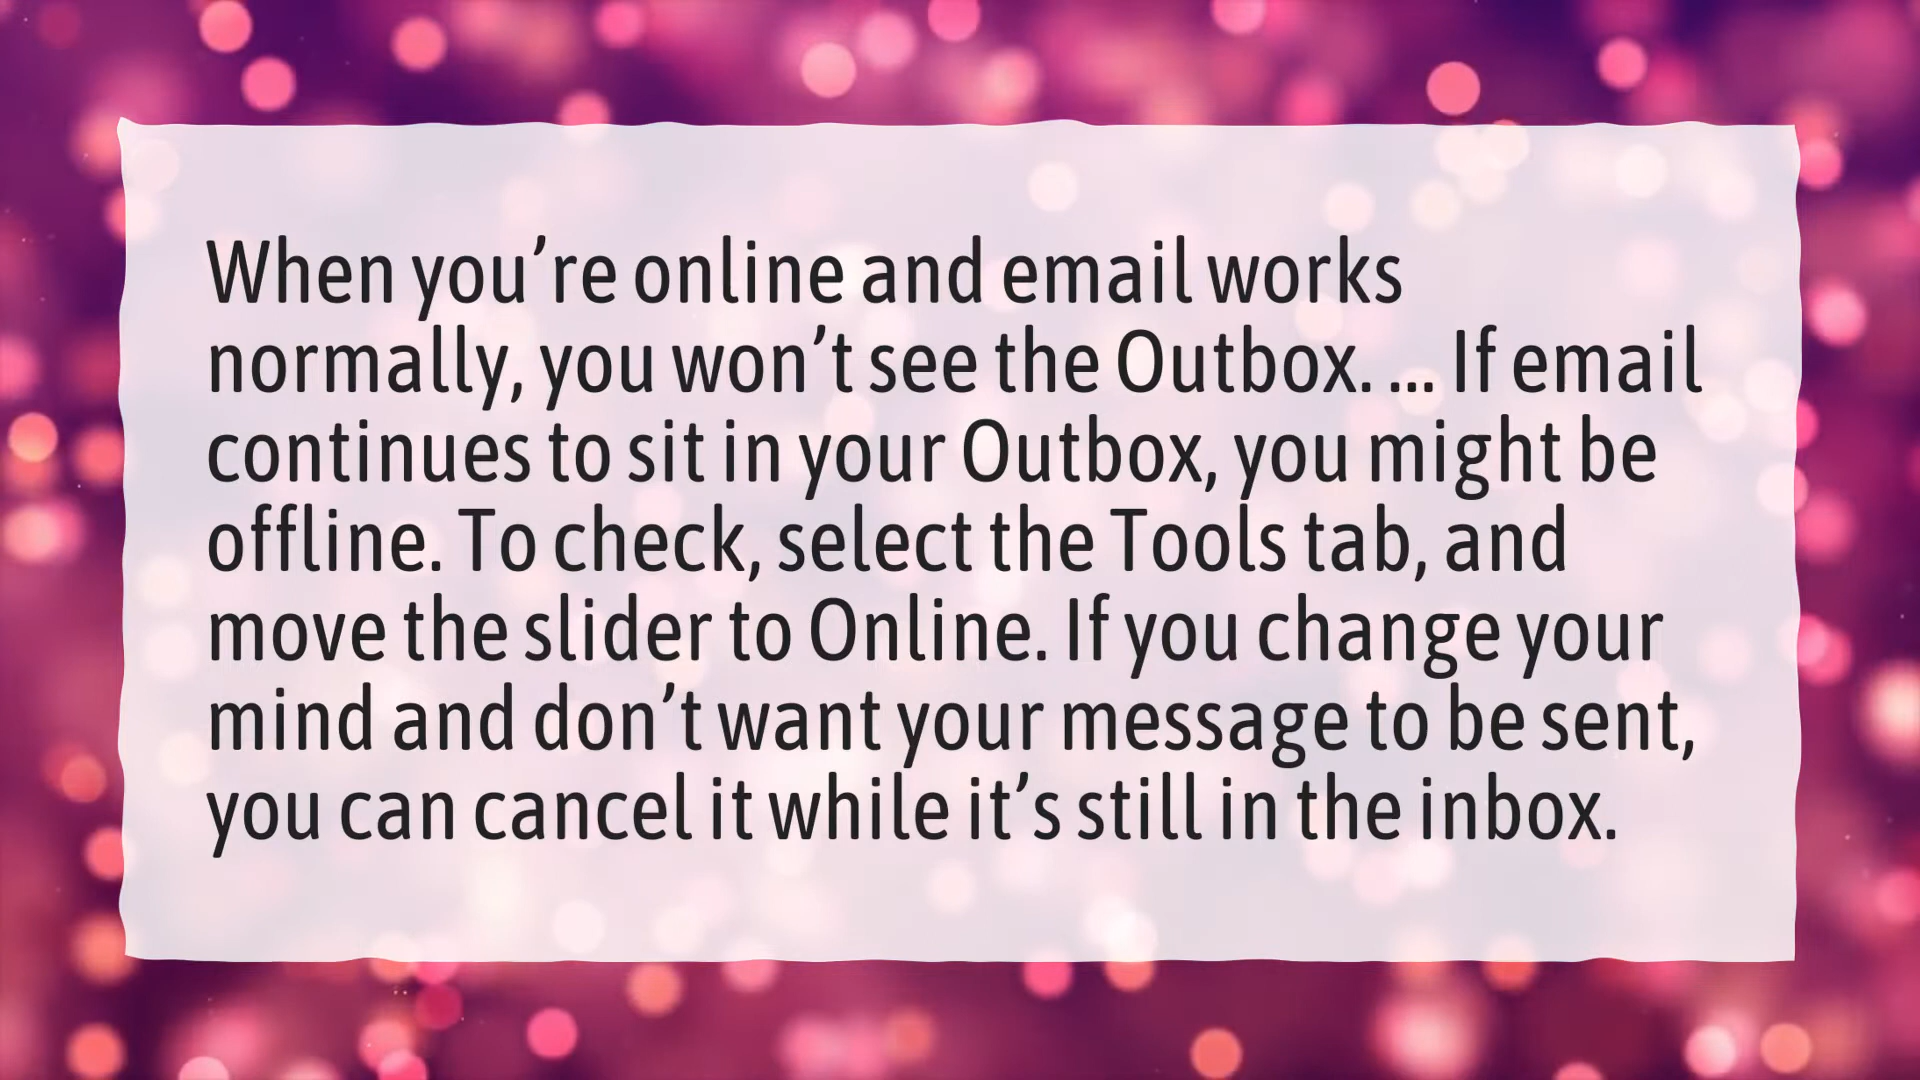 When you’re online and email works
normally, you won’t see the Outbox. ... If email
continues to sit in your Outbox, you might be
offline. To check, select the Tools tab, and
move the slider to Online. If you change your
mind and don’t want your message to be sent,
you can cancel it while it’s still in the inbox.